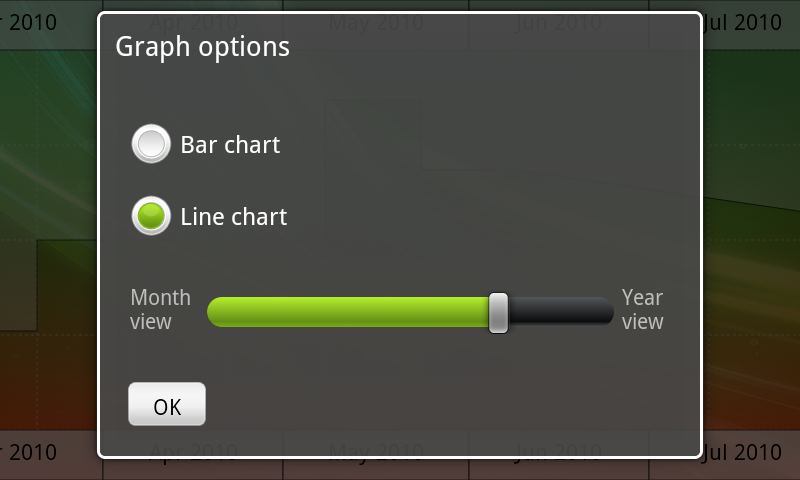 r 2010
Apr 2010
May 2010
Jun 2010
Jul 2010
Graph options
Bar chart
Line chart
Month
view
Year
view
OK
r 2010
Apr 2010
May 2010
Jun 2010
Jul 2010